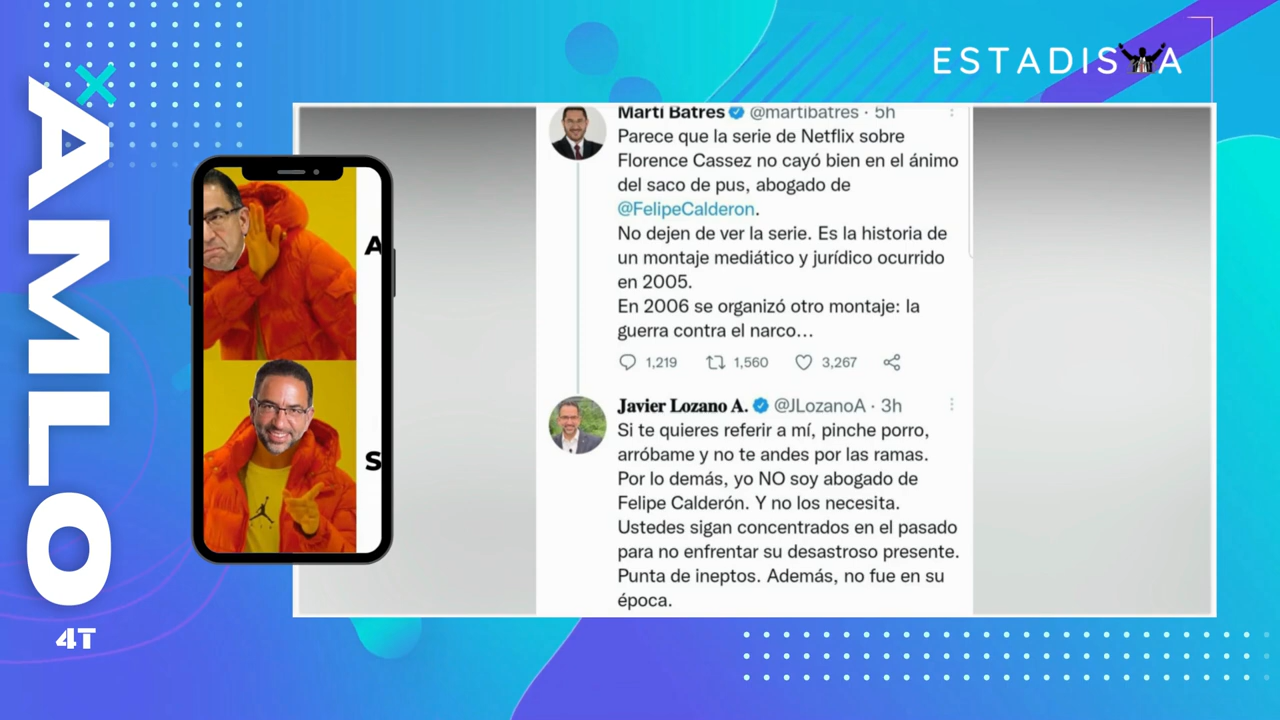 AMLO
4T
ESTADISTA
A
S
Martí Batres @martibatres · 5h
Parece que la serie de Netflix sobre
Florence Cassez no cayó bien en el ánimo
del saco de pus, abogado de
@FelipeCalderon.
No dejen de ver la serie. Es la historia de
un montaje mediático y jurídico ocurrido
en 2005.
En 2006 se organizó otro montaje: la
guerra contra el narco...
1,219 1,560 3,267
Javier Lozano A. @JLozanoA · 3h
Si te quieres referir a mí, pinche porro,
arróbame y no te andes por las ramas.
Por lo demás, yo NO soy abogado de
Felipe Calderón. Y no los necesita.
Ustedes sigan concentrados en el pasado
para no enfrentar su desastroso presente.
Punta de ineptos. Además, no fue en su
época.